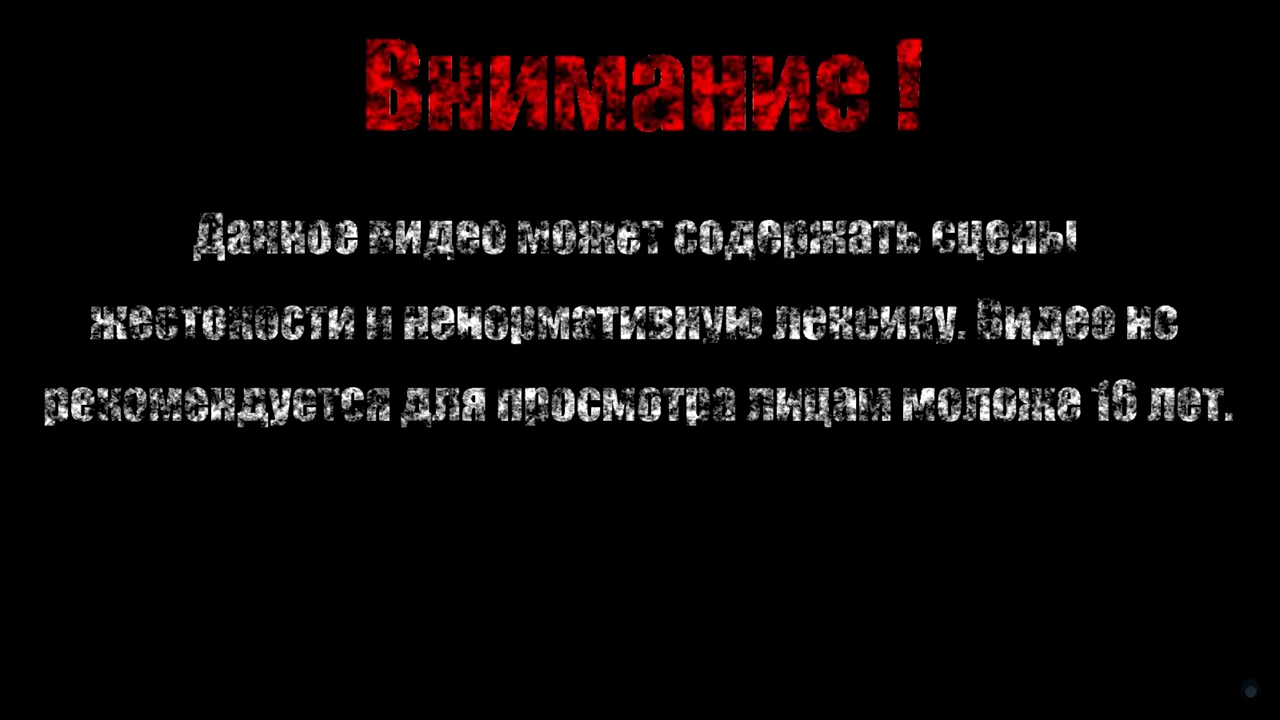 Внимание !
Данное видео может содержать сцены
жестокости и ненормативную лексику. Видео не
рекомендуется для просмотра лицам моложе 16 лет.